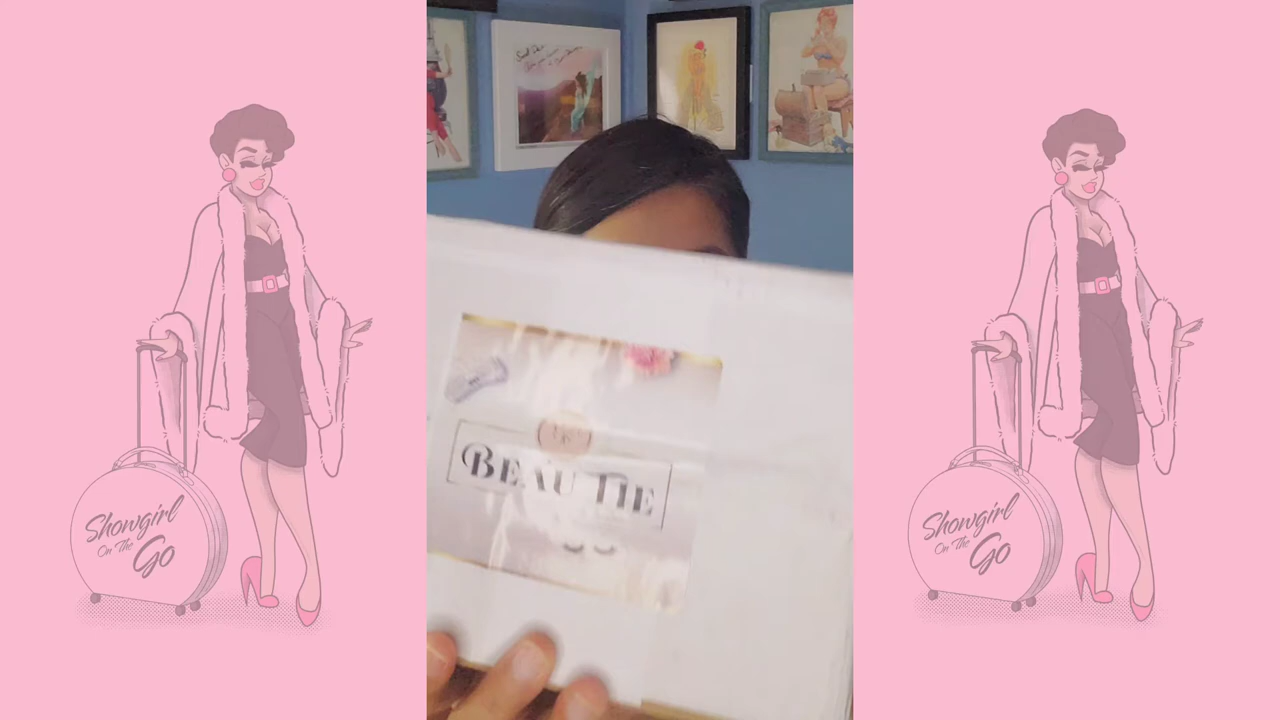 Showgirl
On The
Go
BEAU TIE
Showgirl
On The
Go